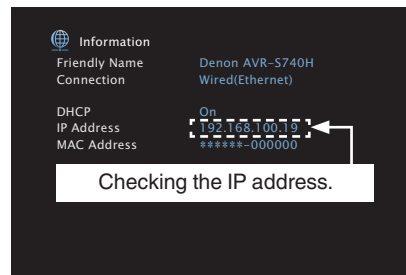 Information
Friendly Name Denon AVR-S740H
Connection Wired(Ethernet)
DHCP On
IP Address 192.168.100.19
MAC Address ******-000000
Checking the IP address.